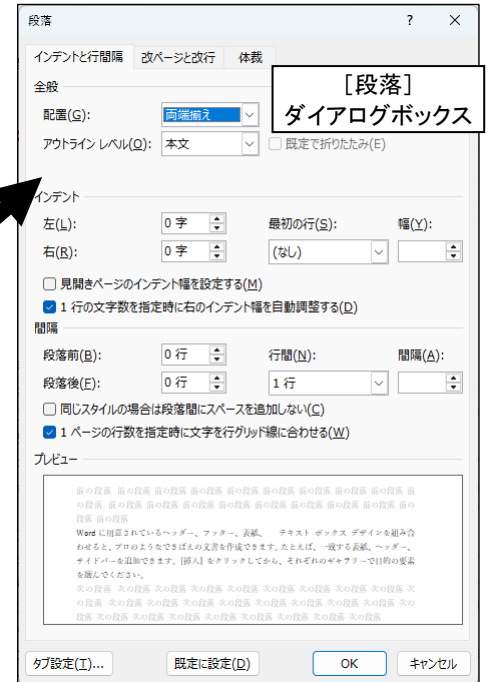 段落 ? ×
インデントと行間隔 改ページと改行 体裁
[段落]
ダイアログボックス
全般
配置(G): 両端揃え
アウトライン レベル(O): 本文 既定で折りたたみ(E)
インデント
左(L): 0 字 最初の行(S): 幅(Y):
右(R): 0 字 (なし)
見開きページのインデント幅を設定する(M)
1 行の文字数を指定時に右のインデント幅を自動調整する(D)
間隔
段落前(B): 0 行 行間(N): 間隔(A):
段落後(F): 0 行 1 行
同じスタイルの場合は段落間にスペースを追加しない(C)
1 ページの行数を指定時に文字を行グリッド線に合わせる(W)
プレビュー
前の段落 前の段落 前の段落 前の段落 前の段落 前の段落 前の段落 前の段落 前
の段落 前の段落 前の段落 前の段落 前の段落 前の段落 前の段落 前の段落 前の
段落 前の段落
Word に用意されているヘッダー、フッター、表紙、 テキスト ボックス デザインを組み合
わせると、プロのようなできばえの文書を作成できます。たとえば、一致する表紙、ヘッダー、
サイドバーを追加できます。[挿入] をクリックしてから、それぞれのギャラリーで目的の要素
を選んでください。
次の段落 次の段落 次の段落 次の段落 次の段落 次の段落 次の段落 次の段落 次
の段落 次の段落 次の段落 次の段落 次の段落 次の段落 次の段落 次の段落 次の
段落 次の段落 次の段落 次の段落 次の段落 次の段落 次の段落 次の段落
タブ設定(T)... 既定に設定(D) OK キャンセル